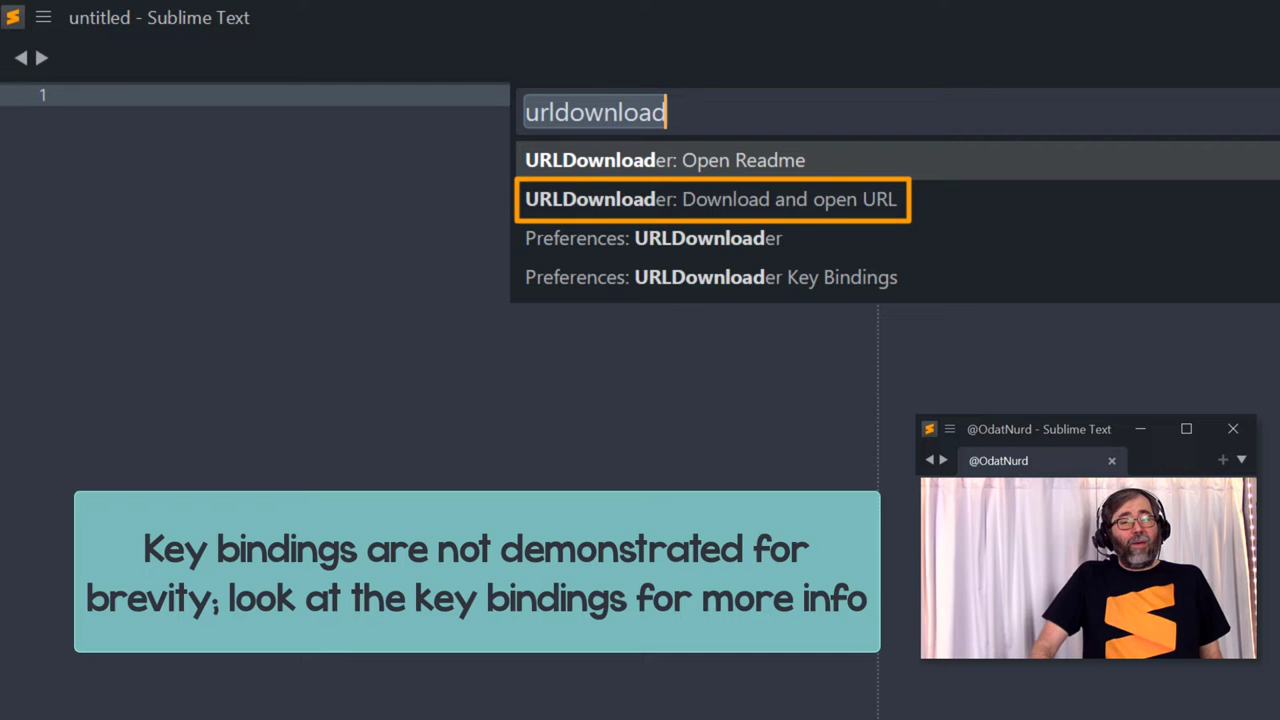 untitled - Sublime Text
1
urldownload
URLDownloader: Open Readme
URLDownloader: Download and open URL
Preferences: URLDownloader
Preferences: URLDownloader Key Bindings
@OdatNurd - Sublime Text
@OdatNurd
Key bindings are not demonstrated for
brevity; look at the key bindings for more info